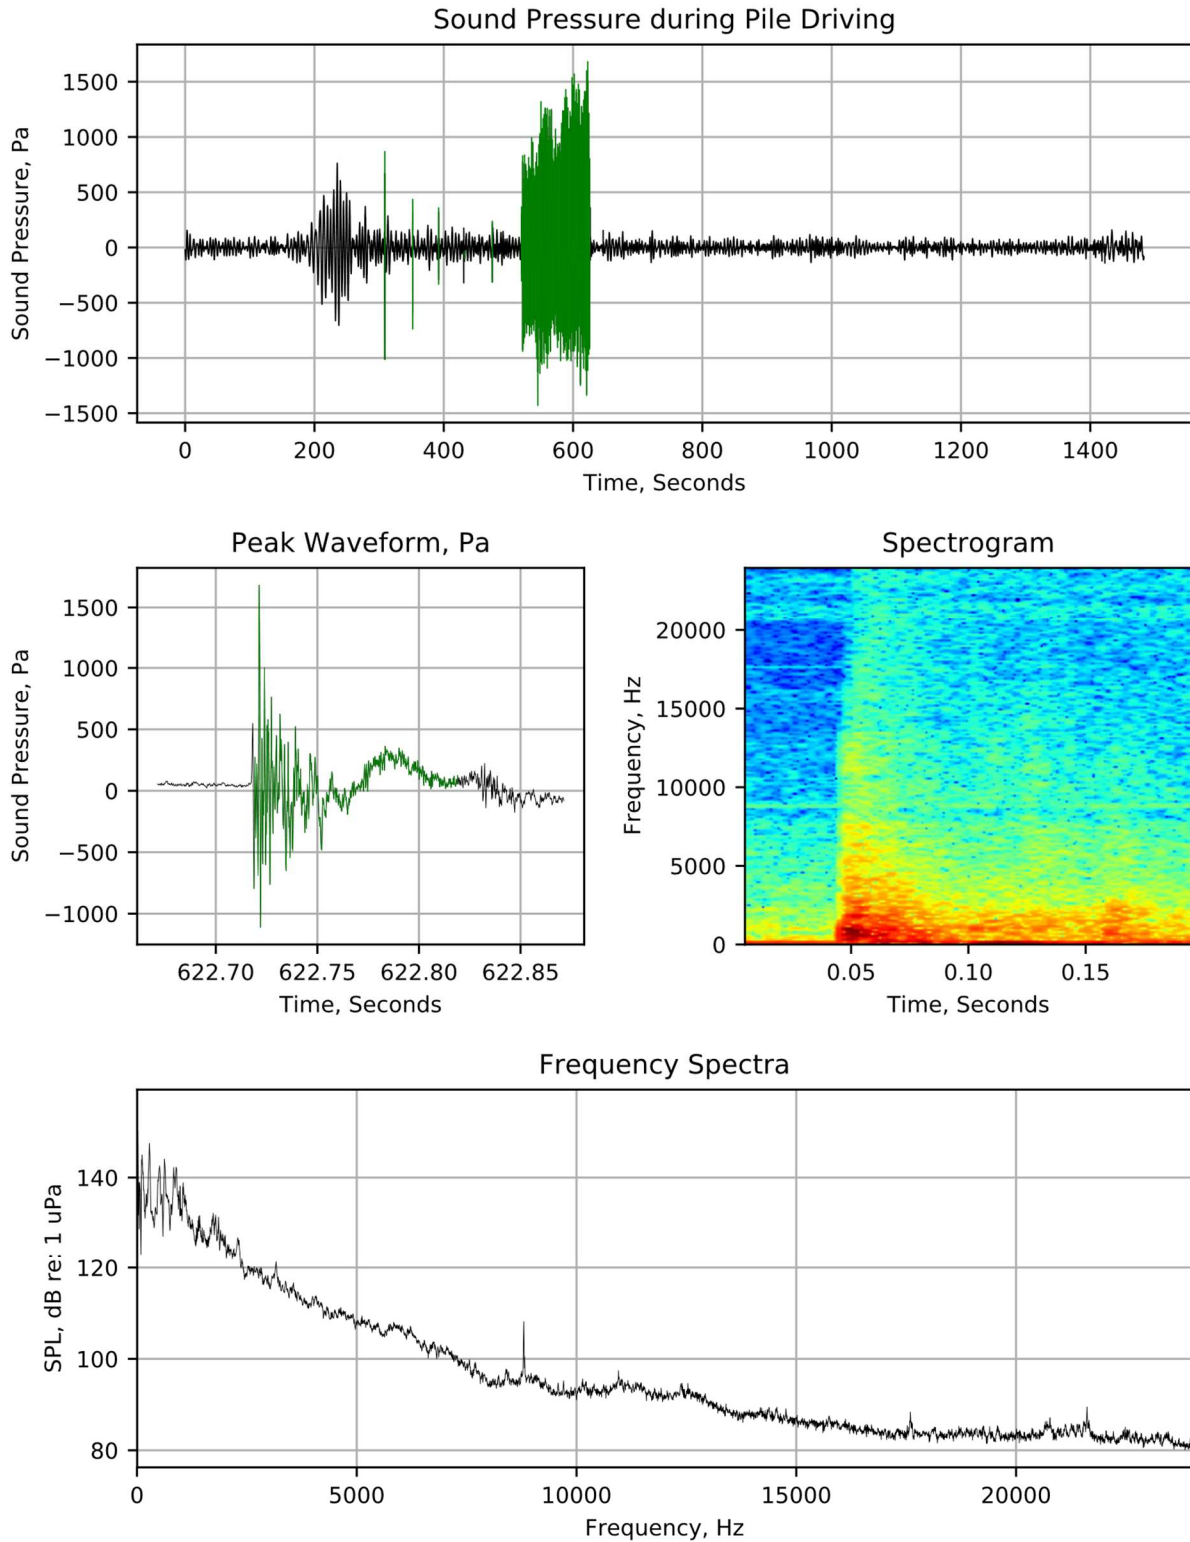 Sound Pressure during Pile Driving
Sound Pressure, Pa
1500
1000
500
0
−500
−1000
−1500
0 200 400 600 800 1000 1200 1400
Time, Seconds
Peak Waveform, Pa
Sound Pressure, Pa
1500
1000
500
0
−500
−1000
622.70 622.75 622.80 622.85
Time, Seconds
Spectrogram
Frequency, Hz
20000
15000
10000
5000
0
0.05 0.10 0.15
Time, Seconds
Frequency Spectra
SPL, dB re: 1 uPa
140
120
100
80
0 5000 10000 15000 20000
Frequency, Hz